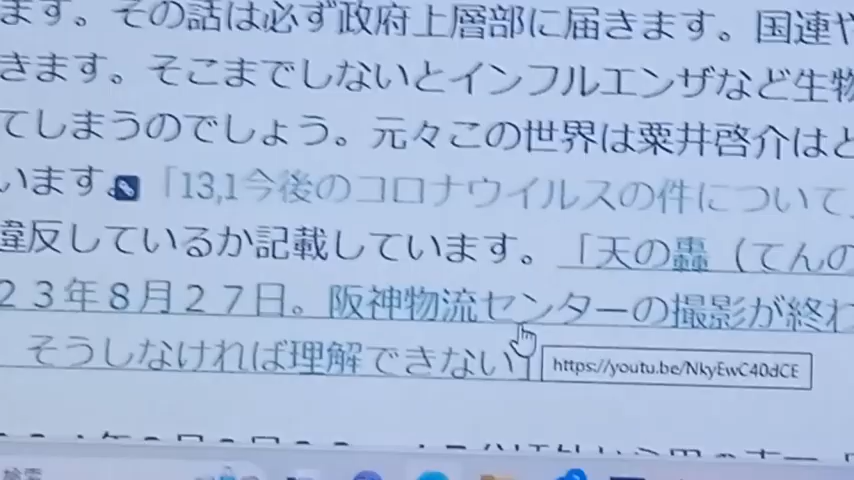 ます。その話は必ず政府上層部に届きます。国連や
きます。そこまでしないとインフルエンザなど生物
てしまうのでしょう。元々この世界は粟井啓介はど
います。「13,1今後のコロナウイルスの件について、
違反しているか記載しています。「天の轟（てんの
２３年８月２７日。阪神物流センターの撮影が終わ
そうしなければ理解できない」
https://youtu.be/NkyEwC40dCE
検索